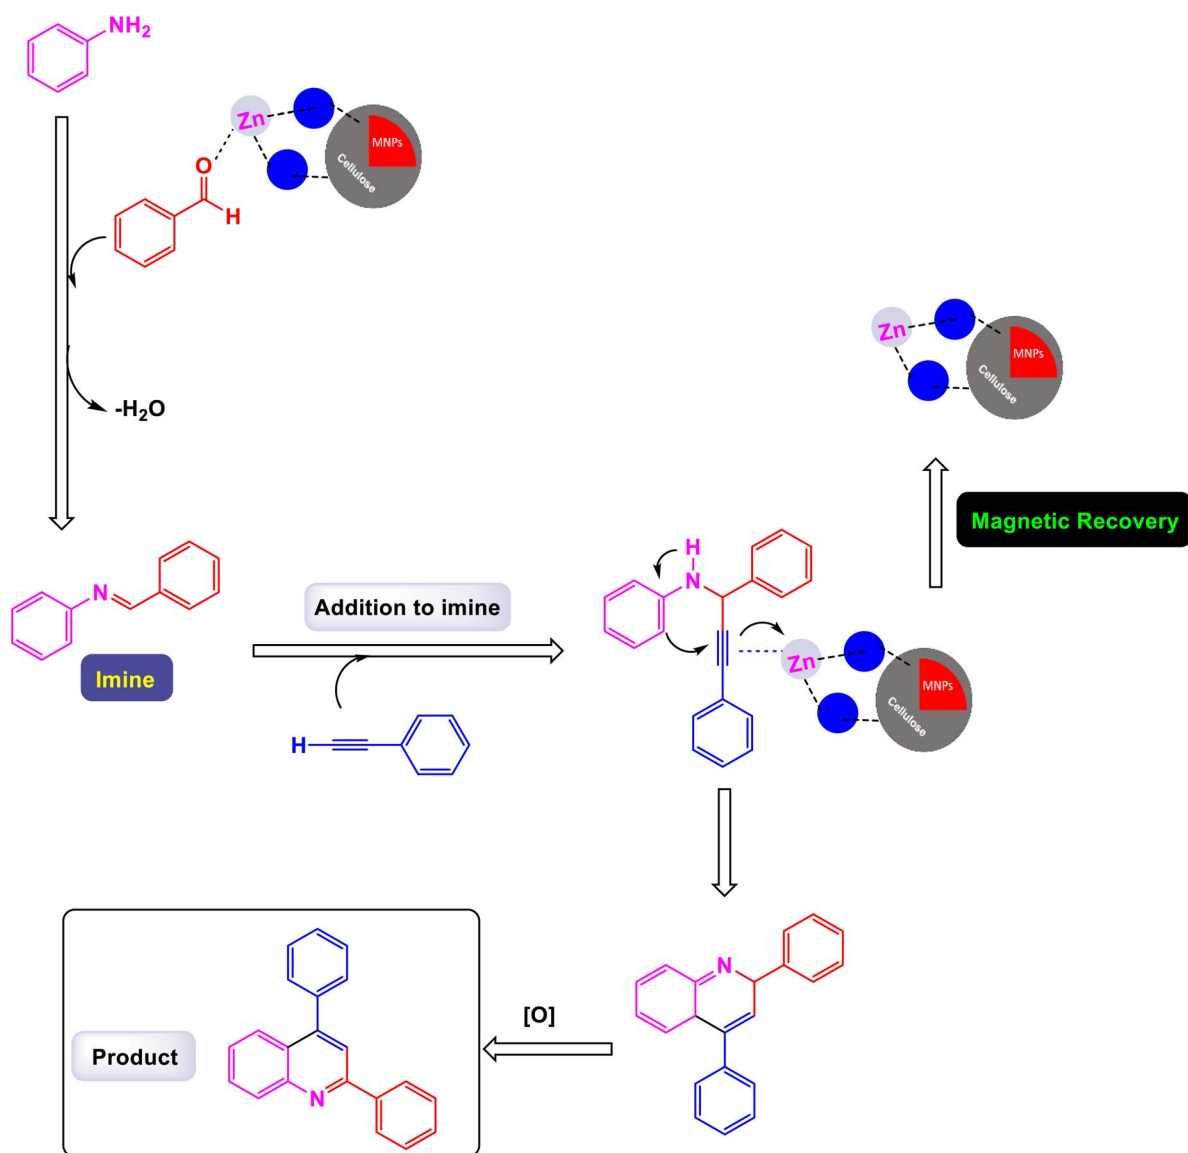 NH2
Zn
MNPs
Cellulose
O
H
-H2O
Zn
MNPs
Cellulose
Magnetic Recovery
N
Imine
Addition to imine
H
H
N
Zn
MNPs
Cellulose
N
[O]
Product
N